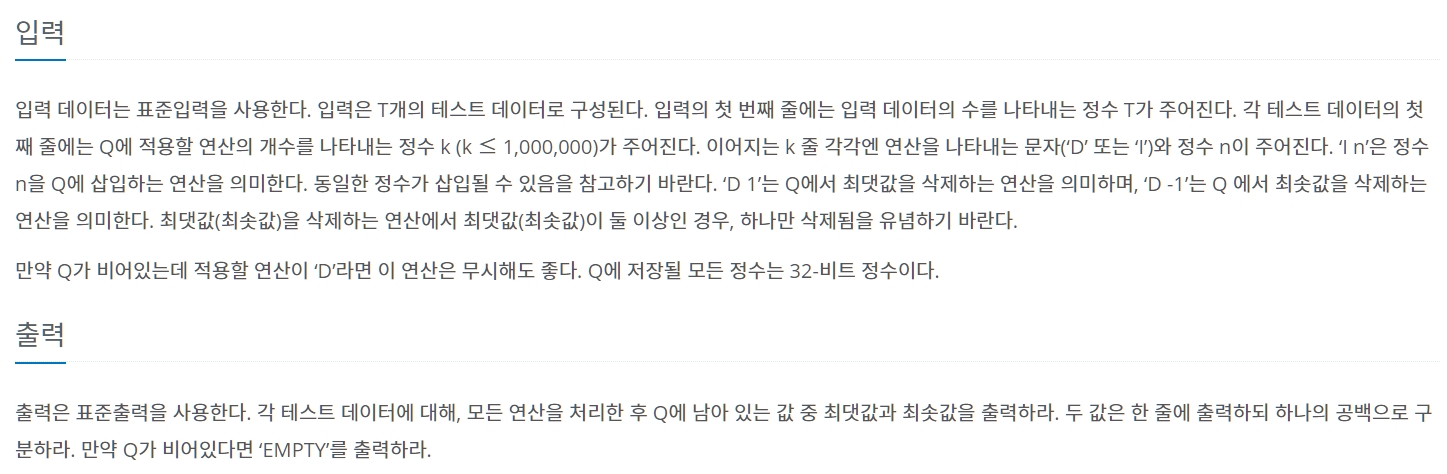 입력
입력 데이터는 표준입력을 사용한다. 입력은 T개의 테스트 데이터로 구성된다. 입력의 첫 번째 줄에는 입력 데이터의 수를 나타내는 정수 T가 주어진다. 각 테스트 데이터의 첫
째 줄에는 Q에 적용할 연산의 개수를 나타내는 정수 k (k ≤ 1,000,000)가 주어진다. 이어지는 k 줄 각각엔 연산을 나타내는 문자(‘D’ 또는 ‘I’)와 정수 n이 주어진다. ‘I n’은 정수
n을 Q에 삽입하는 연산을 의미한다. 동일한 정수가 삽입될 수 있음을 참고하기 바란다. ‘D 1’는 Q에서 최댓값을 삭제하는 연산을 의미하며, ‘D -1’는 Q 에서 최솟값을 삭제하는
연산을 의미한다. 최댓값(최솟값)을 삭제하는 연산에서 최댓값(최솟값)이 둘 이상인 경우, 하나만 삭제됨을 유념하기 바란다.
만약 Q가 비어있는데 적용할 연산이 ‘D’라면 이 연산은 무시해도 좋다. Q에 저장될 모든 정수는 32-비트 정수이다.
출력
출력은 표준출력을 사용한다. 각 테스트 데이터에 대해, 모든 연산을 처리한 후 Q에 남아 있는 값 중 최댓값과 최솟값을 출력하라. 두 값은 한 줄에 출력하되 하나의 공백으로 구
분하라. 만약 Q가 비어있다면 ‘EMPTY’를 출력하라.